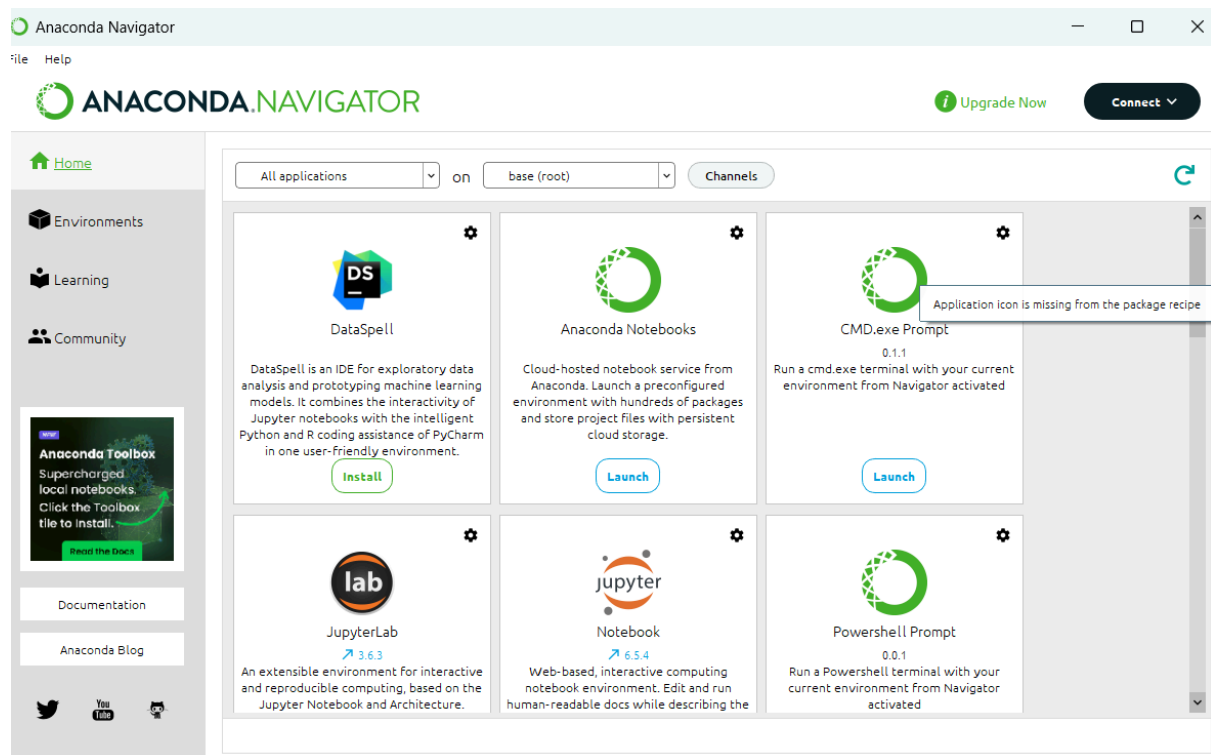 Anaconda Navigator
File Help
ANACONDA.NAVIGATOR
i Upgrade Now
Connect
Home
Environments
Learning
Community
NEW
Anaconda Toolbox
Supercharged
local notebooks.
Click the Toolbox
tile to install.
Read the Docs
Documentation
Anaconda Blog
You
Tube
All applications on base (root) Channels
DS
DataSpell
DataSpell is an IDE for exploratory data
analysis and prototyping machine learning
models. It combines the interactivity of
Jupyter notebooks with the intelligent
Python and R coding assistance of PyCharm
in one user-friendly environment.
Install
Anaconda Notebooks
Cloud-hosted notebook service from
Anaconda. Launch a preconfigured
environment with hundreds of packages
and store project files with persistent
cloud storage.
Launch
Application icon is missing from the package recipe
CMD.exe Prompt
0.1.1
Run a cmd.exe terminal with your current
environment from Navigator activated
Launch
lab
JupyterLab
3.6.3
An extensible environment for interactive
and reproducible computing, based on the
Jupyter Notebook and Architecture.
jupyter
Notebook
6.5.4
Web-based, interactive computing
notebook environment. Edit and run
human-readable docs while describing the
Powershell Prompt
0.0.1
Run a Powershell terminal with your
current environment from Navigator
activated